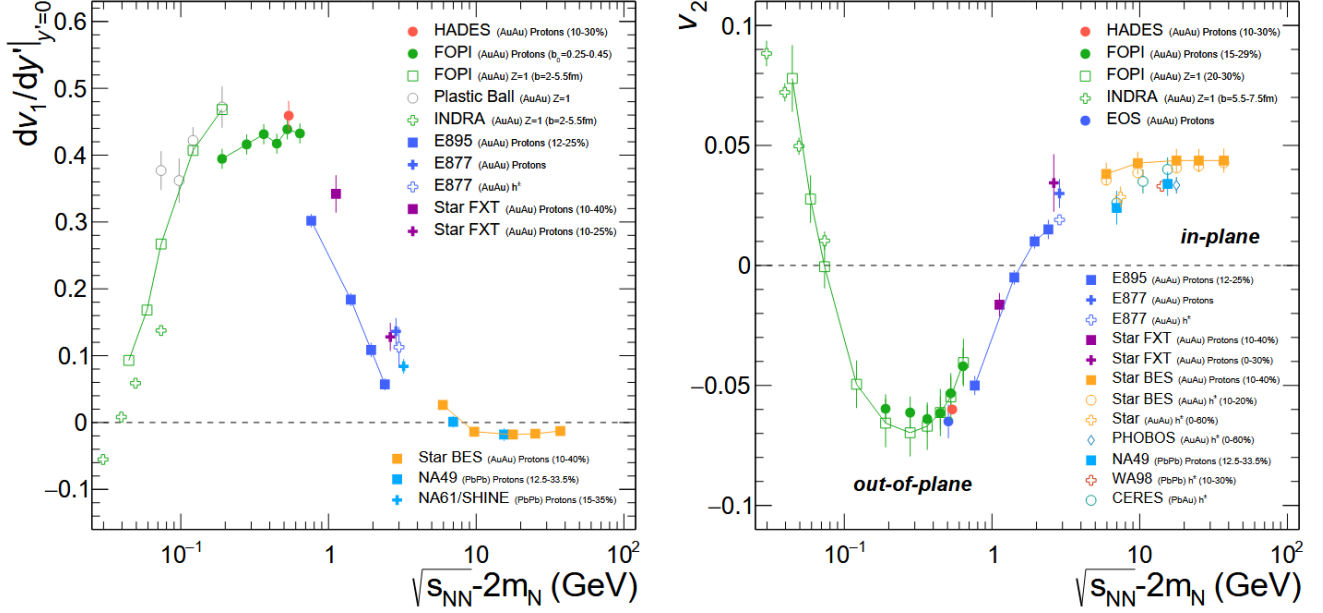 dv₁/dy'|y'=0
0.6
0.5
0.4
0.3
0.2
0.1
0
−0.1
HADES (AuAu) Protons (10-30%)
FOPI (AuAu) Protons (b₀=0.25-0.45)
FOPI (AuAu) Z=1 (b=2-5.5fm)
Plastic Ball (AuAu) Z=1
INDRA (AuAu) Z=1 (b=2-5.5fm)
E895 (AuAu) Protons (12-25%)
E877 (AuAu) Protons
E877 (AuAu) h±
Star FXT (AuAu) Protons (10-40%)
Star FXT (AuAu) Protons (10-25%)
Star BES (AuAu) Protons (10-40%)
NA49 (PbPb) Protons (12.5-33.5%)
NA61/SHINE (PbPb) Protons (15-35%)
10⁻¹ 1 10 10²
√sNN-2mN (GeV)
v₂
0.1
0.05
0
−0.05
−0.1
HADES (AuAu) Protons (10-30%)
FOPI (AuAu) Protons (15-29%)
FOPI (AuAu) Z=1 (20-30%)
INDRA (AuAu) Z=1 (b=5.5-7.5fm)
EOS (AuAu) Protons
in-plane
out-of-plane
E895 (AuAu) Protons (12-25%)
E877 (AuAu) Protons
E877 (AuAu) h±
Star FXT (AuAu) Protons (10-40%)
Star FXT (AuAu) Protons (0-30%)
Star BES (AuAu) Protons (10-40%)
Star BES (AuAu) h± (10-20%)
Star (AuAu) h± (0-60%)
PHOBOS (AuAu) h± (0-60%)
NA49 (PbPb) Protons (12.5-33.5%)
WA98 (PbPb) h± (10-30%)
CERES (PbAu) h±
10⁻¹ 1 10 10²
√sNN-2mN (GeV)